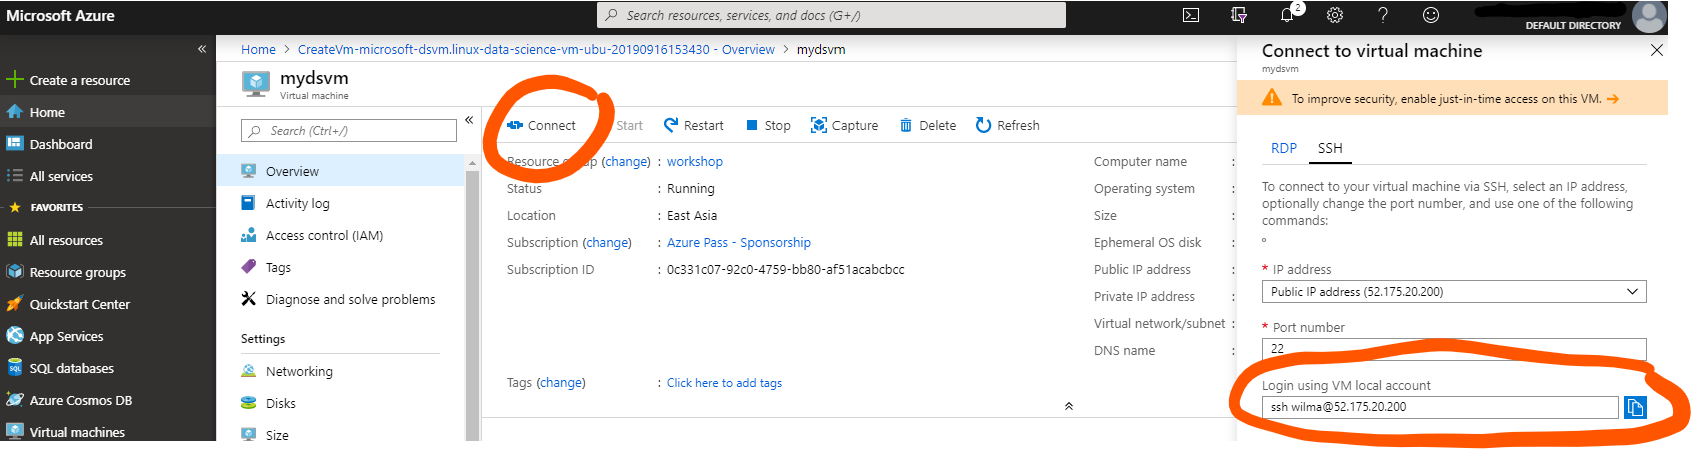 Microsoft Azure
Search resources, services, and docs (G+/)
2
DEFAULT DIRECTORY
«
Create a resource
Home
Dashboard
All services
FAVORITES
All resources
Resource groups
Quickstart Center
App Services
SQL databases
Azure Cosmos DB
Virtual machines
Home > CreateVm-microsoft-dsvm.linux-data-science-vm-ubu-20190916153430 - Overview > mydsvm
mydsvm
Virtual machine
Search (Ctrl+/)
«
Overview
Activity log
Access control (IAM)
Tags
Diagnose and solve problems
Settings
Networking
Disks
Size
Connect Start Restart Stop Capture Delete Refresh
Resource group (change) : workshop
Status : Running
Location : East Asia
Subscription (change) : Azure Pass - Sponsorship
Subscription ID : 0c331c07-92c0-4759-bb80-af51acabcbcc
Computer name :
Operating system :
Size :
Ephemeral OS disk :
Public IP address :
Private IP address :
Virtual network/subnet :
DNS name :
Tags (change) : Click here to add tags
Connect to virtual machine
mydsvm
To improve security, enable just-in-time access on this VM. →
RDP SSH
To connect to your virtual machine via SSH, select an IP address,
optionally change the port number, and use one of the following
commands:
* IP address
Public IP address (52.175.20.200)
* Port number
22
Login using VM local account
ssh wilma@52.175.20.200